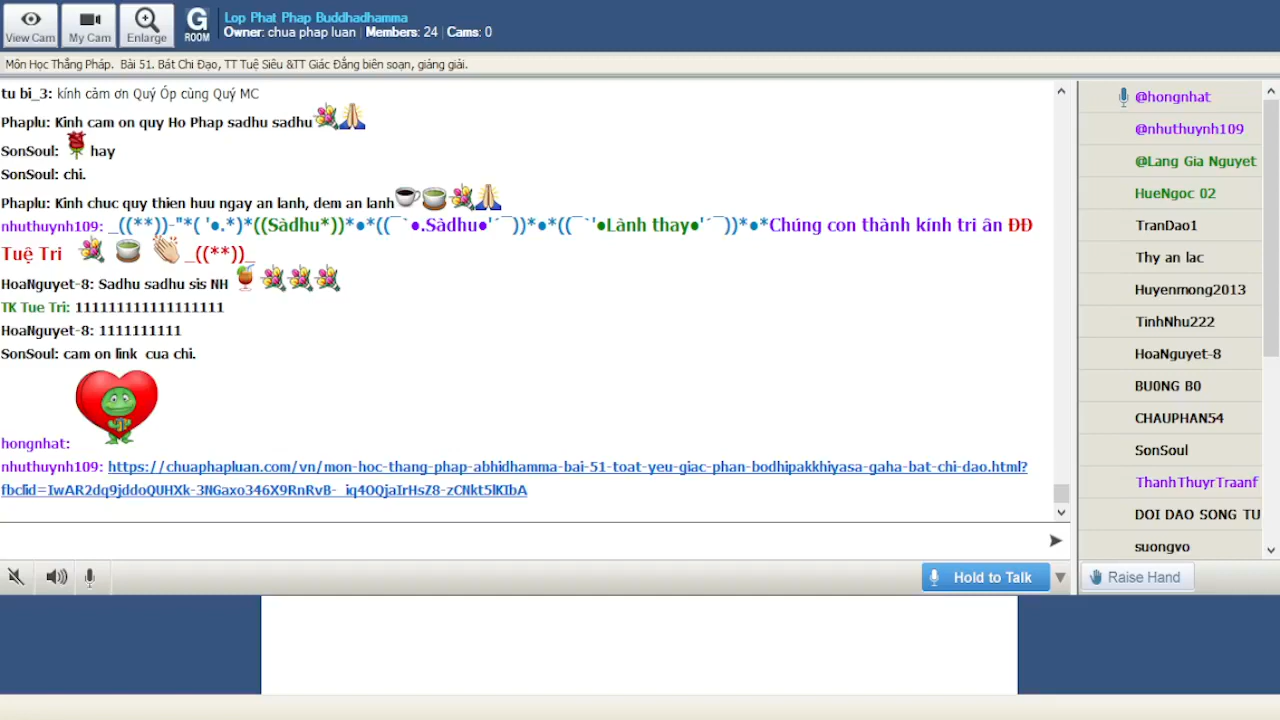 Lop Phat Phap Buddhadhamma
G ROOM
Owner: chua phap luan | Members: 24 | Cams: 0
View Cam
My Cam
Enlarge
Môn Học Thắng Pháp. Bài 51. Bát Chi Đạo, TT Tuệ Siêu &TT Giác Đẳng biên soạn, giảng giải.
tu bi_3: kính cảm ơn Quý Ốp cùng Quý MC
Phaplu: Kinh cam on quy Ho Phap sadhu sadhu
SonSoul: hay
SonSoul: chi.
Phaplu: Kinh chuc quy thien huu ngay an lanh, dem an lanh
nhuthuynh109: _((**))-"*( '●.*)*((Sàdhu*))*●*((¯`●.Sàdhu●'´¯))*●*((¯`'●Lành thay●'´¯))*●*Chúng con thành kính tri ân ĐĐ
Tuệ Tri _((**))_
HoaNguyet-8: Sadhu sadhu sis NH
TK Tue Tri: 111111111111111111
HoaNguyet-8: 1111111111
SonSoul: cam on link cua chi.
hongnhat:
nhuthuynh109: https://chuaphapluan.com/vn/mon-hoc-thang-phap-abhidhamma-bai-51-toat-yeu-giac-phan-bodhipakkhiyasa-gaha-bat-chi-dao.html?
fbclid=IwAR2dq9jddoQUHXk-3NGaxo346X9RnRvB-_iq4OQjaIrHsZ8-zCNkt5lKIbA
@hongnhat
@nhuthuynh109
@Lang Gia Nguyet
HueNgoc 02
TranDao1
Thy an lac
Huyenmong2013
TinhNhu222
HoaNguyet-8
BU0NG B0
CHAUPHAN54
SonSoul
ThanhThuyrTraanf
DOI DAO SONG TU
suongvo
Hold to Talk
Raise Hand